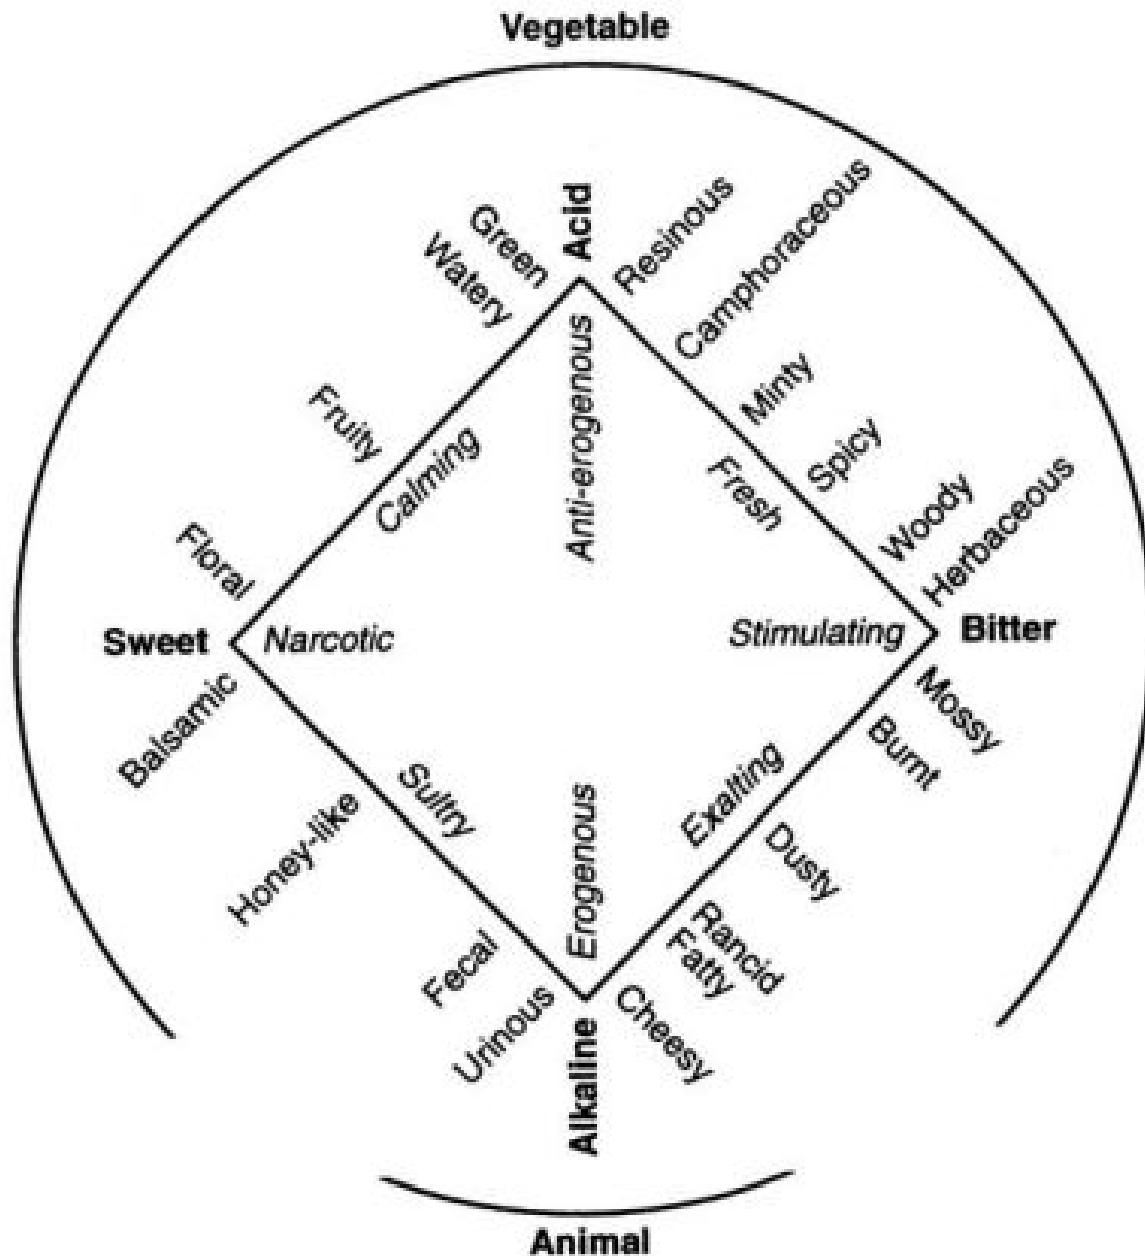 Vegetable
Acid
Green
Watery
Resinous
Camphoraceous
Anti-erogenous
Fruity
Calming
Minty
Fresh
Spicy
Woody
Herbaceous
Floral
Sweet
Narcotic
Stimulating
Bitter
Balsamic
Mossy
Burnt
Sultry
Honey-like
Erogenous
Exalting
Dusty
Rancid
Fatty
Fecal
Urinous
Cheesy
Alkaline
Animal